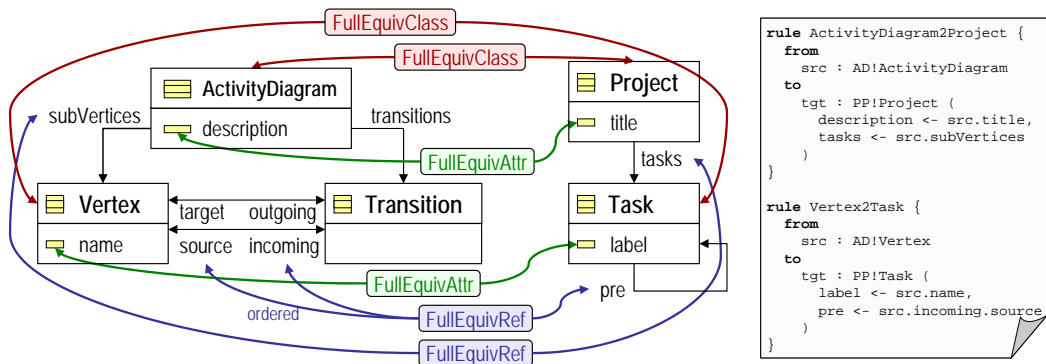 FullEquivClass
FullEquivClass
ActivityDiagram
Project
subVertices
description
transitions
title
FullEquivAttr
tasks
Vertex
target
outgoing
Transition
Task
name
source
incoming
label
FullEquivAttr
pre
ordered
FullEquivRef
FullEquivRef
rule ActivityDiagram2Project {
from
src : AD!ActivityDiagram
to
tgt : PP!Project (
description <- src.title,
tasks <- src.subVertices
)
}
rule Vertex2Task {
from
src : AD!Vertex
to
tgt : PP!Task (
label <- src.name,
pre <- src.incoming.source
)
}